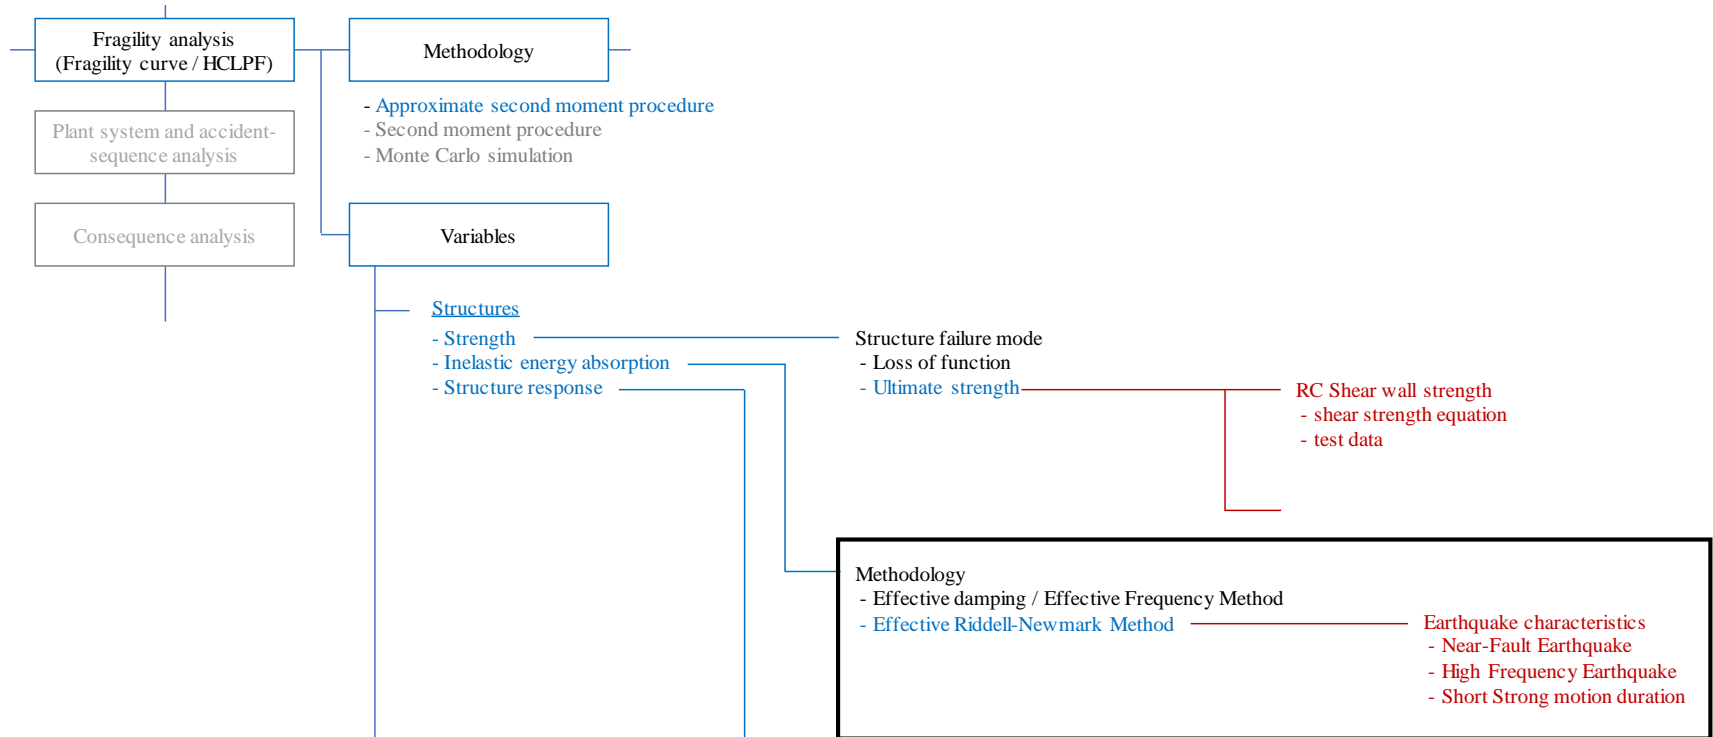 Fragility analysis
(Fragility curve / HCLPF)
Methodology
- Approximate second moment procedure
- Second moment procedure
- Monte Carlo simulation
Plant system and accident-
sequence analysis
Consequence analysis
Variables
Structures
- Strength
- Inelastic energy absorption
- Structure response
Structure failure mode
- Loss of function
- Ultimate strength
RC Shear wall strength
- shear strength equation
- test data
Methodology
- Effective damping / Effective Frequency Method
- Effective Riddell-Newmark Method
Earthquake characteristics
- Near-Fault Earthquake
- High Frequency Earthquake
- Short Strong motion duration